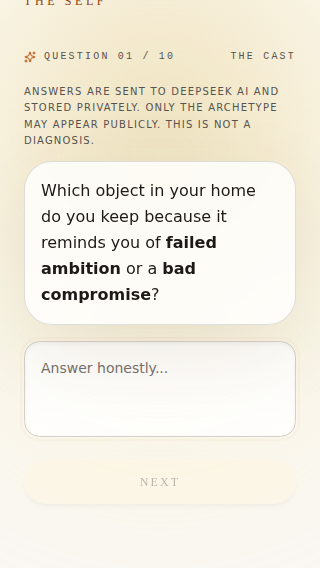 THE SELF
QUESTION 01 / 10 THE CAST
ANSWERS ARE SENT TO DEEPSEEK AI AND
STORED PRIVATELY. ONLY THE ARCHETYPE
MAY APPEAR PUBLICLY. THIS IS NOT A
DIAGNOSIS.
Which object in your home
do you keep because it
reminds you of failed
ambition or a bad
compromise?
Answer honestly...
NEXT